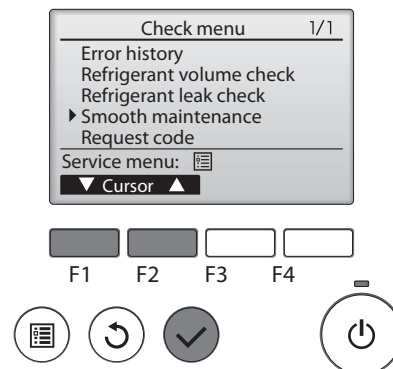 Check menu 1/1
Error history
Refrigerant volume check
Refrigerant leak check
Smooth maintenance
Request code
Service menu:
▼ Cursor ▲
F1 F2 F3 F4